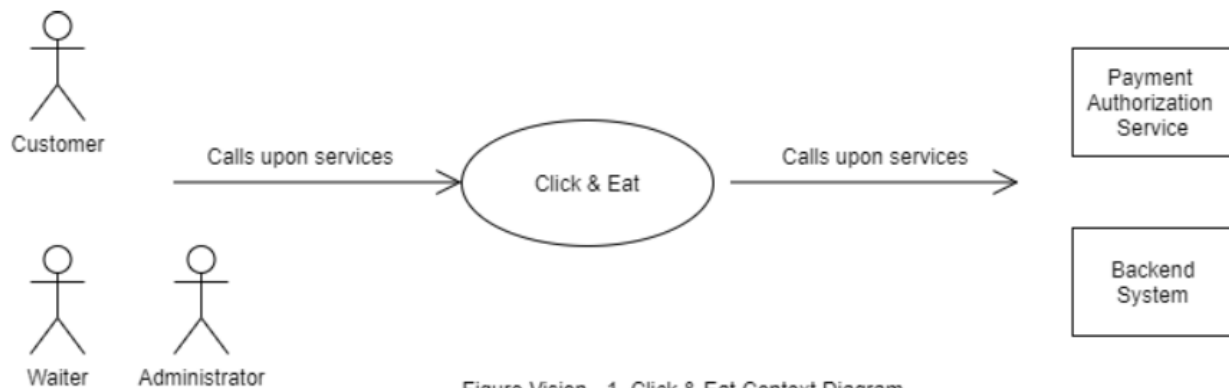 Customer
Calls upon services
Click & Eat
Calls upon services
Payment
Authorization
Service
Backend
System
Waiter
Administrator
Figure Vision - 1. Click & Eat Context Diagram